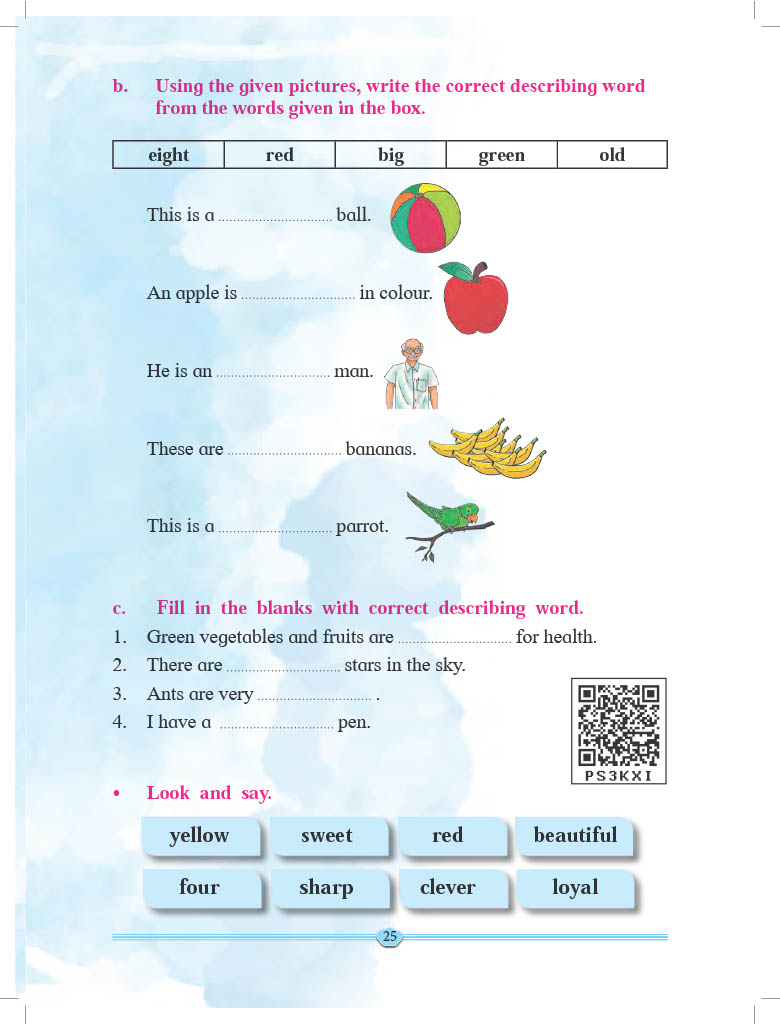 b. Using the given pictures, write the correct describing word
from the words given in the box.
eight red big green old
This is a .............................. ball.
An apple is .............................. in colour.
He is an .............................. man.
These are .............................. bananas.
This is a .............................. parrot.
c. Fill in the blanks with correct describing word.
1. Green vegetables and fruits are .............................. for health.
2. There are .............................. stars in the sky.
3. Ants are very .............................. .
4. I have a .............................. pen.
PS3KXI
• Look and say.
yellow sweet red beautiful
four sharp clever loyal
25